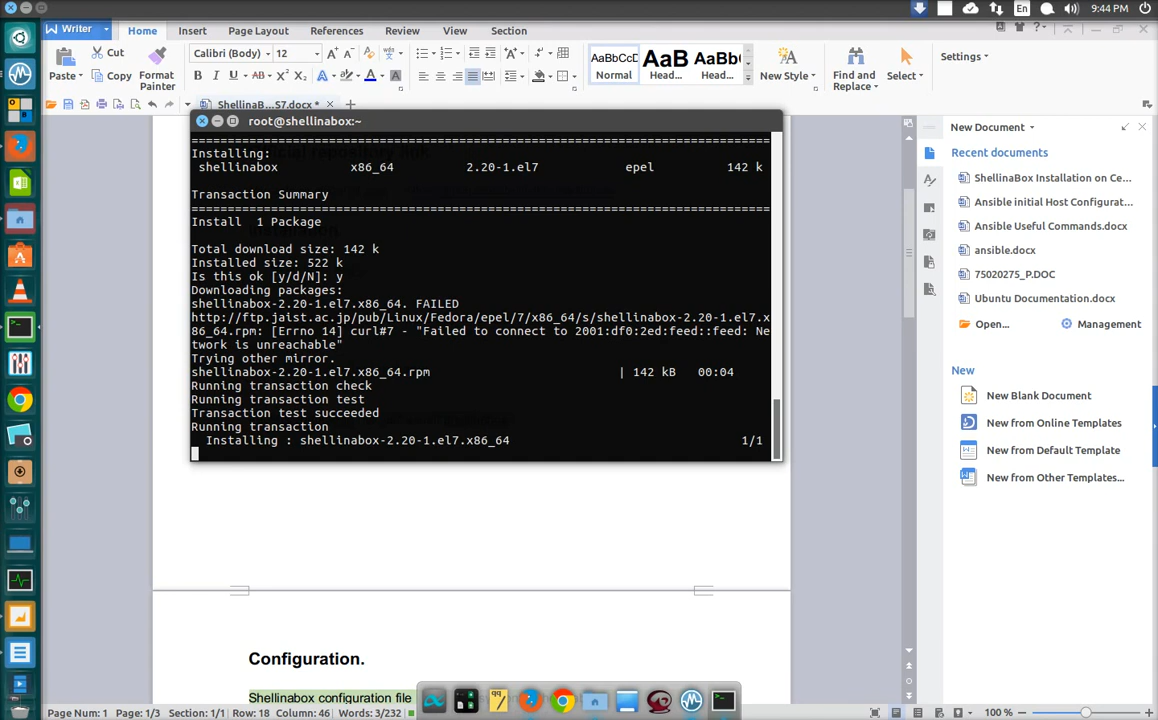 En
9:44 PM
Writer
Home
Insert
Page Layout
References
Review
View
Section
Cut
Calibri (Body)
12
Paste
Copy
Format
Painter
B I U AB X² X₂
AaBbCcD
AaB
AaBb
Normal
Head...
Head...
New Style
Find and
Replace
Select
Settings
ShellinaB...S7.docx *
New Document
Recent documents
ShellinaBox Installation on Ce...
Ansible initial Host Configurat...
Ansible Useful Commands.docx
ansible.docx
75020275_P.DOC
Ubuntu Documentation.docx
Open...
Management
New
New Blank Document
New from Online Templates
New from Default Template
New from Other Templates...
root@shellinabox:~
Installing:
shellinabox x86_64 2.20-1.el7 epel 142 k
Transaction Summary
Install 1 Package
Total download size: 142 k
Installed size: 522 k
Is this ok [y/d/N]: y
Downloading packages:
shellinabox-2.20-1.el7.x86_64. FAILED
http://ftp.jaist.ac.jp/pub/Linux/Fedora/epel/7/x86_64/s/shellinabox-2.20-1.el7.x
86_64.rpm: [Errno 14] curl#7 - "Failed to connect to 2001:df0:2ed:feed::feed: Ne
twork is unreachable"
Trying other mirror.
shellinabox-2.20-1.el7.x86_64.rpm | 142 kB 00:04
Running transaction check
Running transaction test
Transaction test succeeded
Running transaction
Installing : shellinabox-2.20-1.el7.x86_64 1/1
Configuration.
Shellinabox configuration file
Page Num: 1 Page: 1/3 Section: 1/1 Row: 18 Column: 46 Words: 3/232
100 %